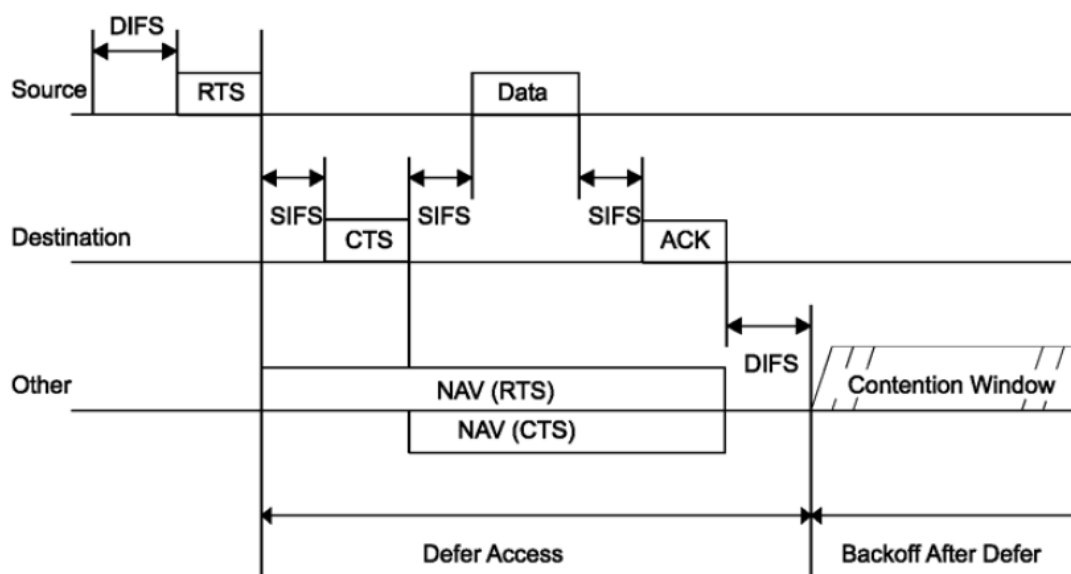 DIFS
Source
RTS
Data
SIFS
SIFS
SIFS
Destination
CTS
ACK
DIFS
Other
NAV (RTS)
Contention Window
NAV (CTS)
Defer Access
Backoff After Defer